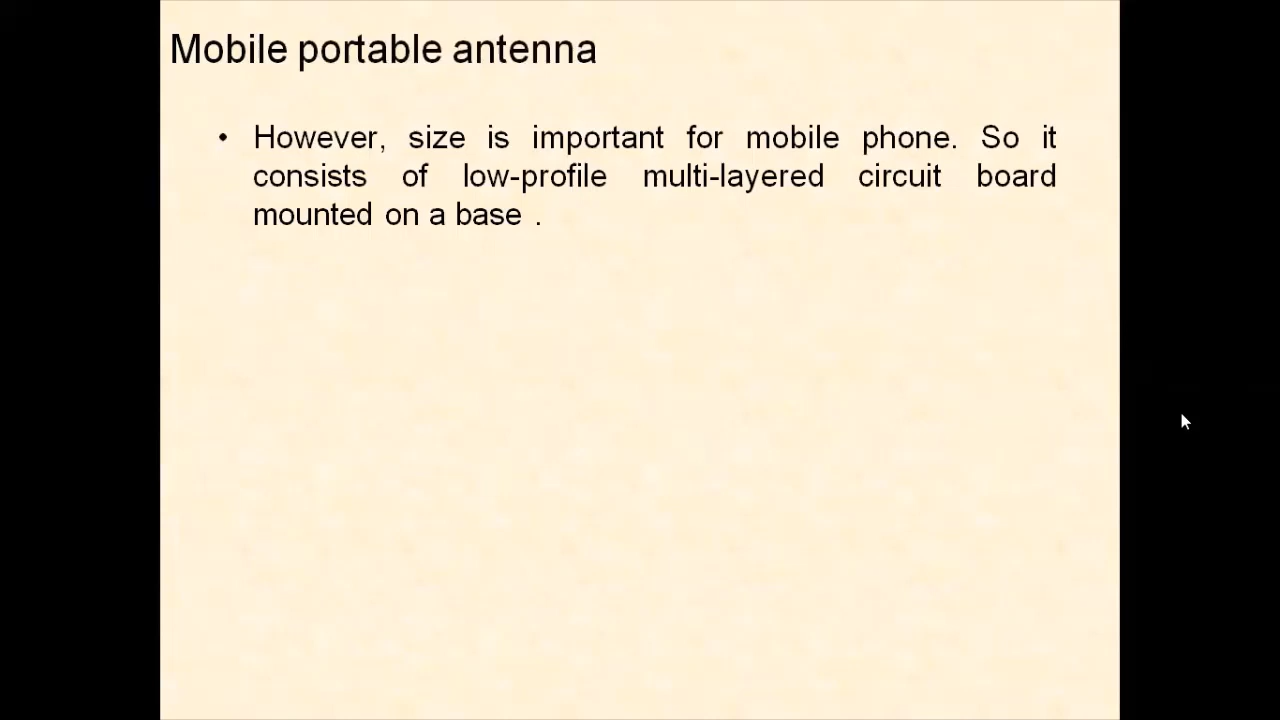 Mobile portable antenna
• However, size is important for mobile phone. So it
consists of low-profile multi-layered circuit board
mounted on a base .